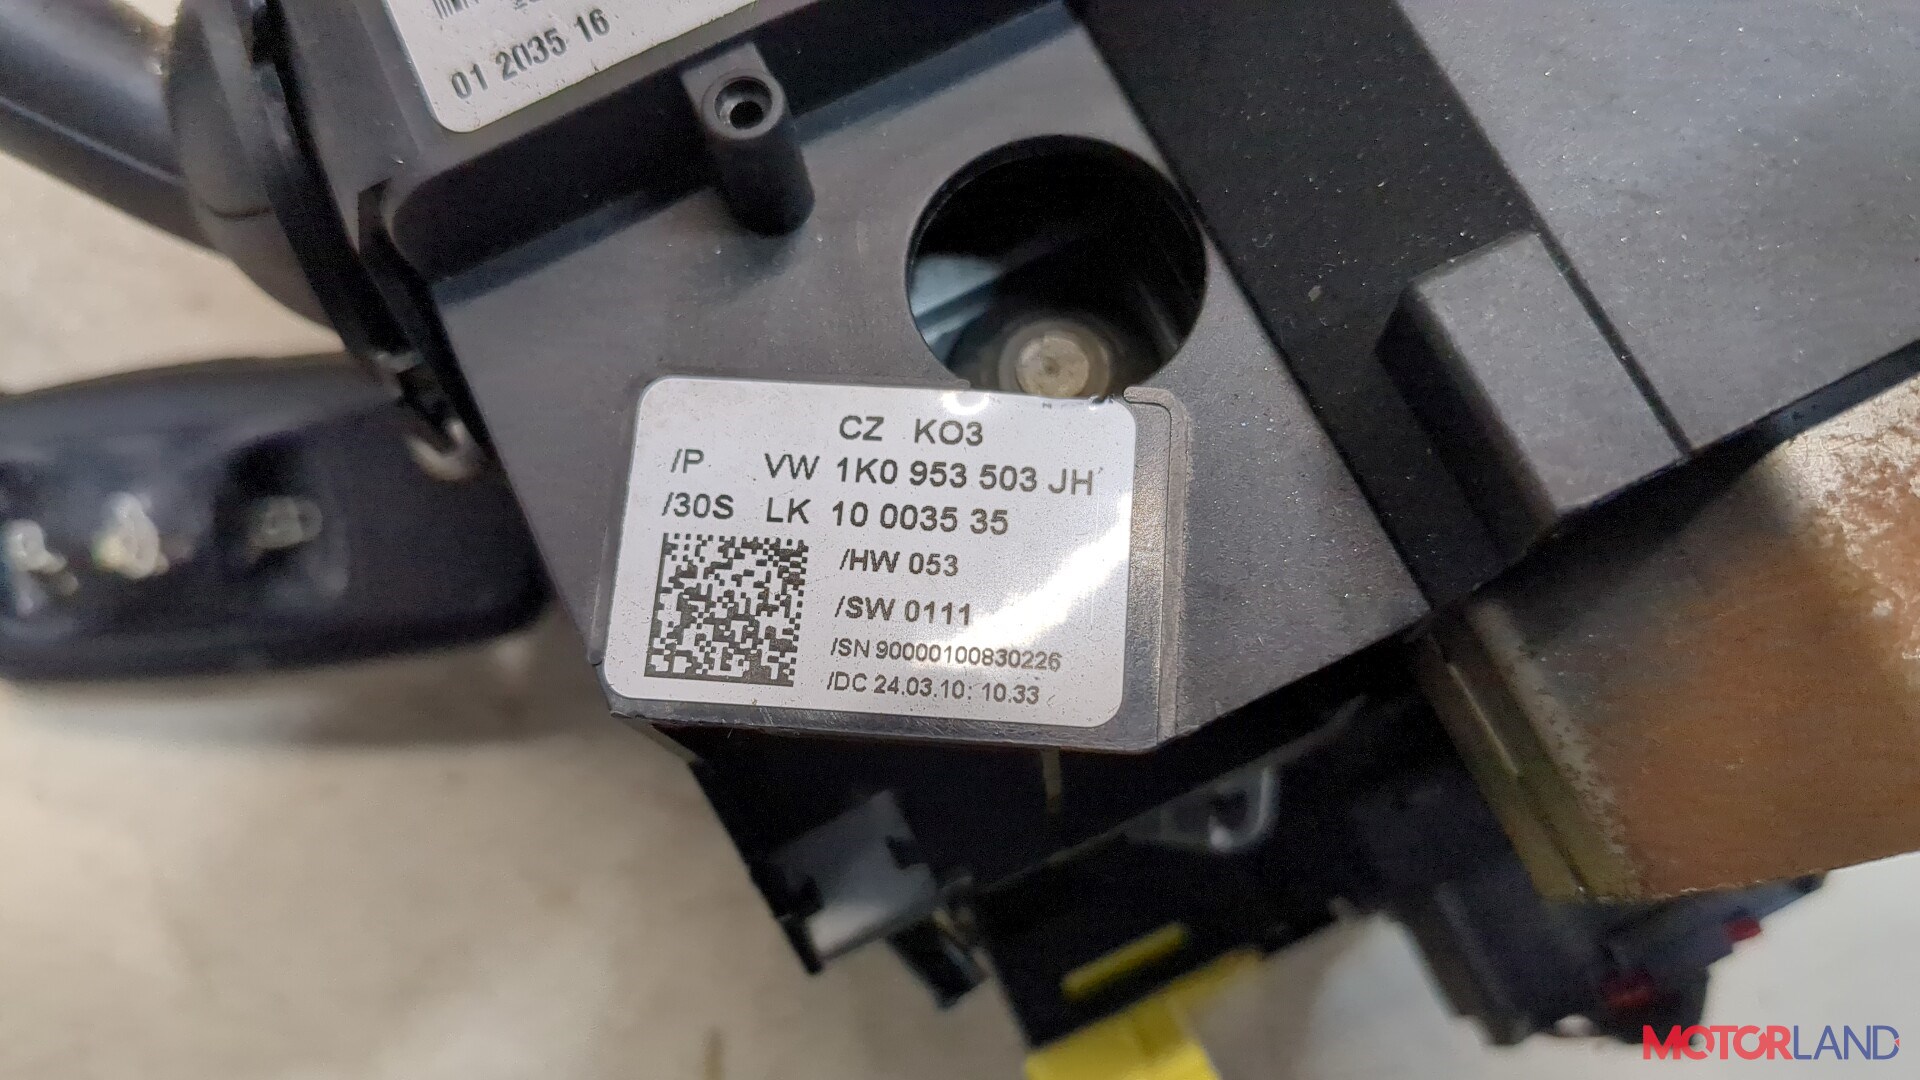 01 2035 16
CZ KO3
/P VW 1K0 953 503 JH
/30S LK 10 0035 35
/HW 053
/SW 0111
/SN 90000100830226
/DC 24.03.10: 10.33
MOTORLAND